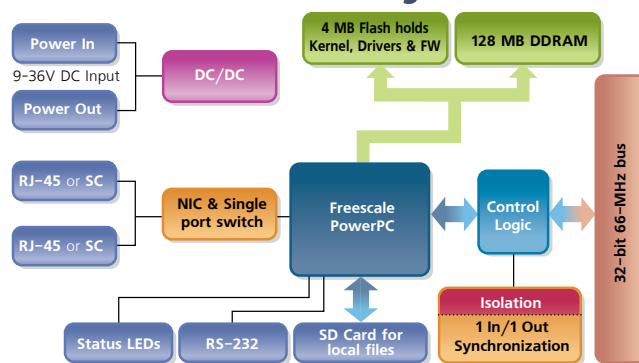 4 MB Flash holds
Kernel, Drivers & FW
128 MB DDRAM
Power In
9-36V DC Input
Power Out
DC/DC
RJ-45 or SC
RJ-45 or SC
NIC & Single
port switch
Freescale
PowerPC
Control
Logic
32-bit 66-MHz bus
Isolation
1 In/1 Out
Synchronization
Status LEDs
RS-232
SD Card for
local files